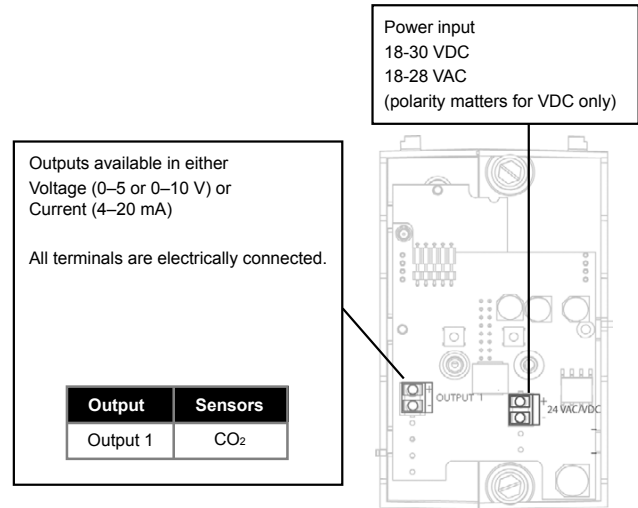 Power input
18-30 VDC
18-28 VAC
(polarity matters for VDC only)
Outputs available in either
Voltage (0–5 or 0–10 V) or
Current (4–20 mA)
All terminals are electrically connected.
Output Sensors
Output 1 CO₂
+
-
OUTPUT 1
+
-
24 VAC/VDC